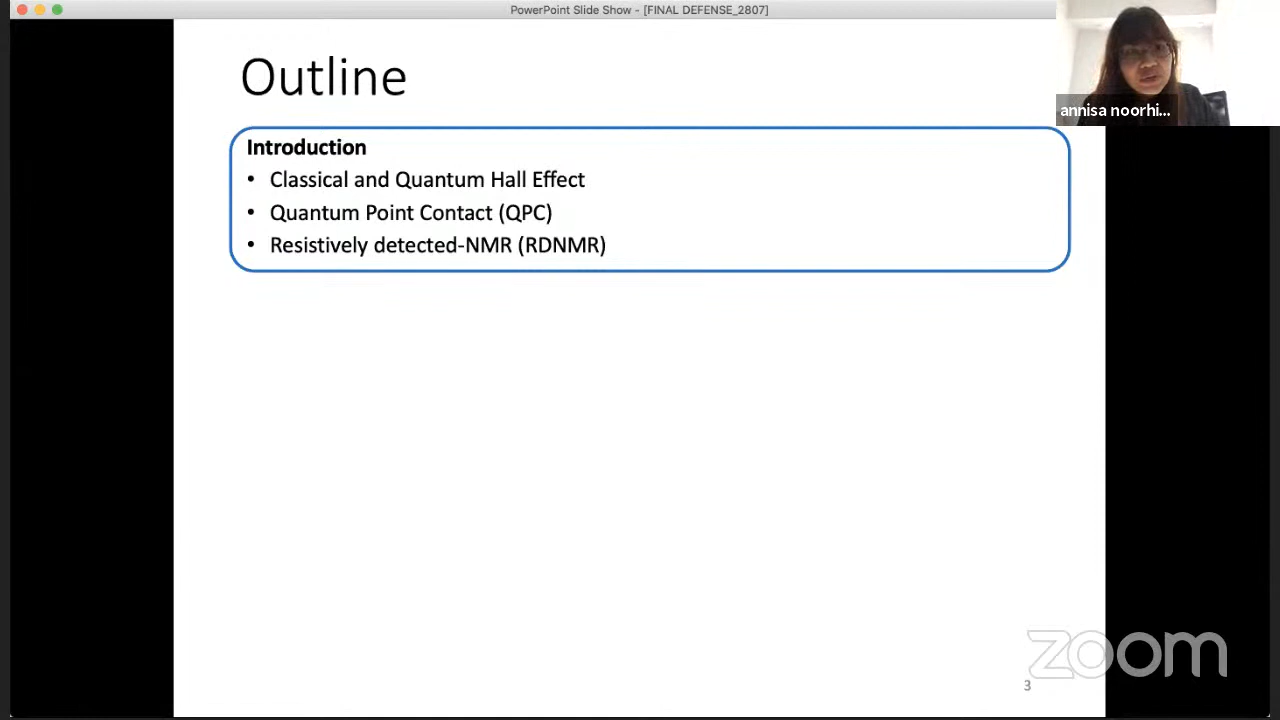 PowerPoint Slide Show - [FINAL DEFENSE_2807]
Outline
annisa noorhi...
Introduction
• Classical and Quantum Hall Effect
• Quantum Point Contact (QPC)
• Resistively detected-NMR (RDNMR)
zoom
3